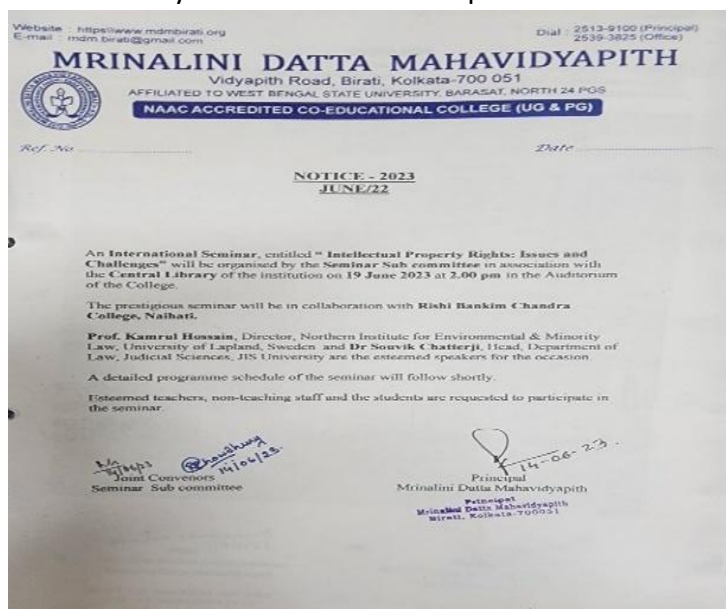 Website : https\\www.mdmbirati.org
Dial : 2513-9100 (Principal)
E-mail : mdm.birati@gmail.com
2539-3825 (Office)
MRINALINI DATTA MAHAVIDYAPITH
Vidyapith Road, Birati, Kolkata-700 051
AFFILIATED TO WEST BENGAL STATE UNIVERSITY, BARASAT, NORTH 24 PGS
NAAC ACCREDITED CO-EDUCATIONAL COLLEGE (UG & PG)
Ref. No
Date
NOTICE - 2023
JUNE/22
An International Seminar, entitled “ Intellectual Property Rights: Issues and
Challenges” will be organised by the Seminar Sub committee in association with
the Central Library of the institution on 19 June 2023 at 2.00 pm in the Auditorium
of the College.
The prestigious seminar will be in collaboration with Rishi Bankim Chandra
College, Naihati.
Prof. Kamrul Hossain, Director, Northern Institute for Environmental & Minority
Law, University of Lapland, Sweden and Dr Souvik Chatterji, Head, Department of
Law, Judicial Sciences, JIS University are the esteemed speakers for the occasion.
A detailed programme schedule of the seminar will follow shortly.
Esteemed teachers, non-teaching staff and the students are requested to participate in
the seminar.
14/06/23
Chowdhury
14/06/23.
14-06-23.
Joint Convenors
Seminar Sub committee
Principal
Mrinalini Datta Mahavidyapith
Principal
Mrinalini Datta Mahavidyapith
Birati, Kolkata-700051